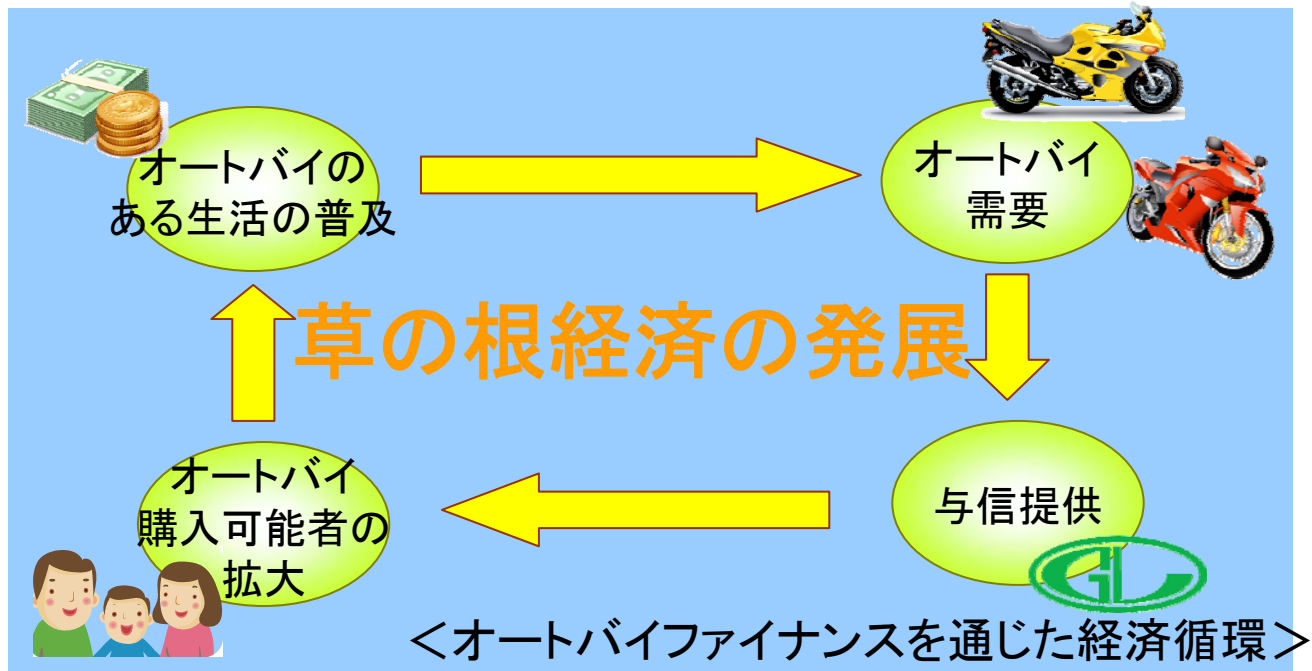 オートバイの
ある生活の普及
オートバイ
需要
草の根経済の発展
オートバイ
購入可能者の
拡大
与信提供
GL
＜オートバイファイナンスを通じた経済循環＞